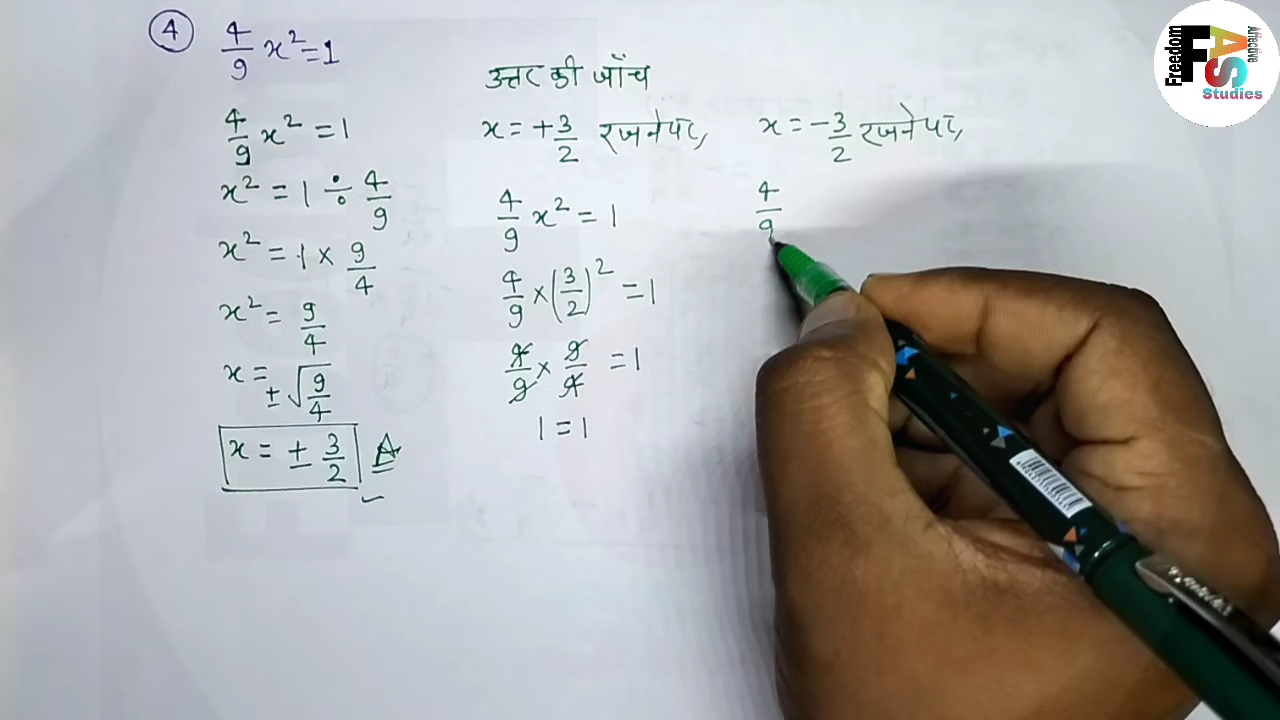 ④ 4/9 x² = 1
4/9 x² = 1
x² = 1 ÷ 4/9
x² = 1 × 9/4
x² = 9/4
x = ± √9/4
x = ± 3/2 A
उत्तर की जाँच
x = + 3/2 रखने पर,
4/9 x² = 1
4/9 × (3/2)² = 1
4/9 × 9/4 = 1
1 = 1
x = - 3/2 रखने पर,
4/9
Freedom
FAS
Affective
Studies